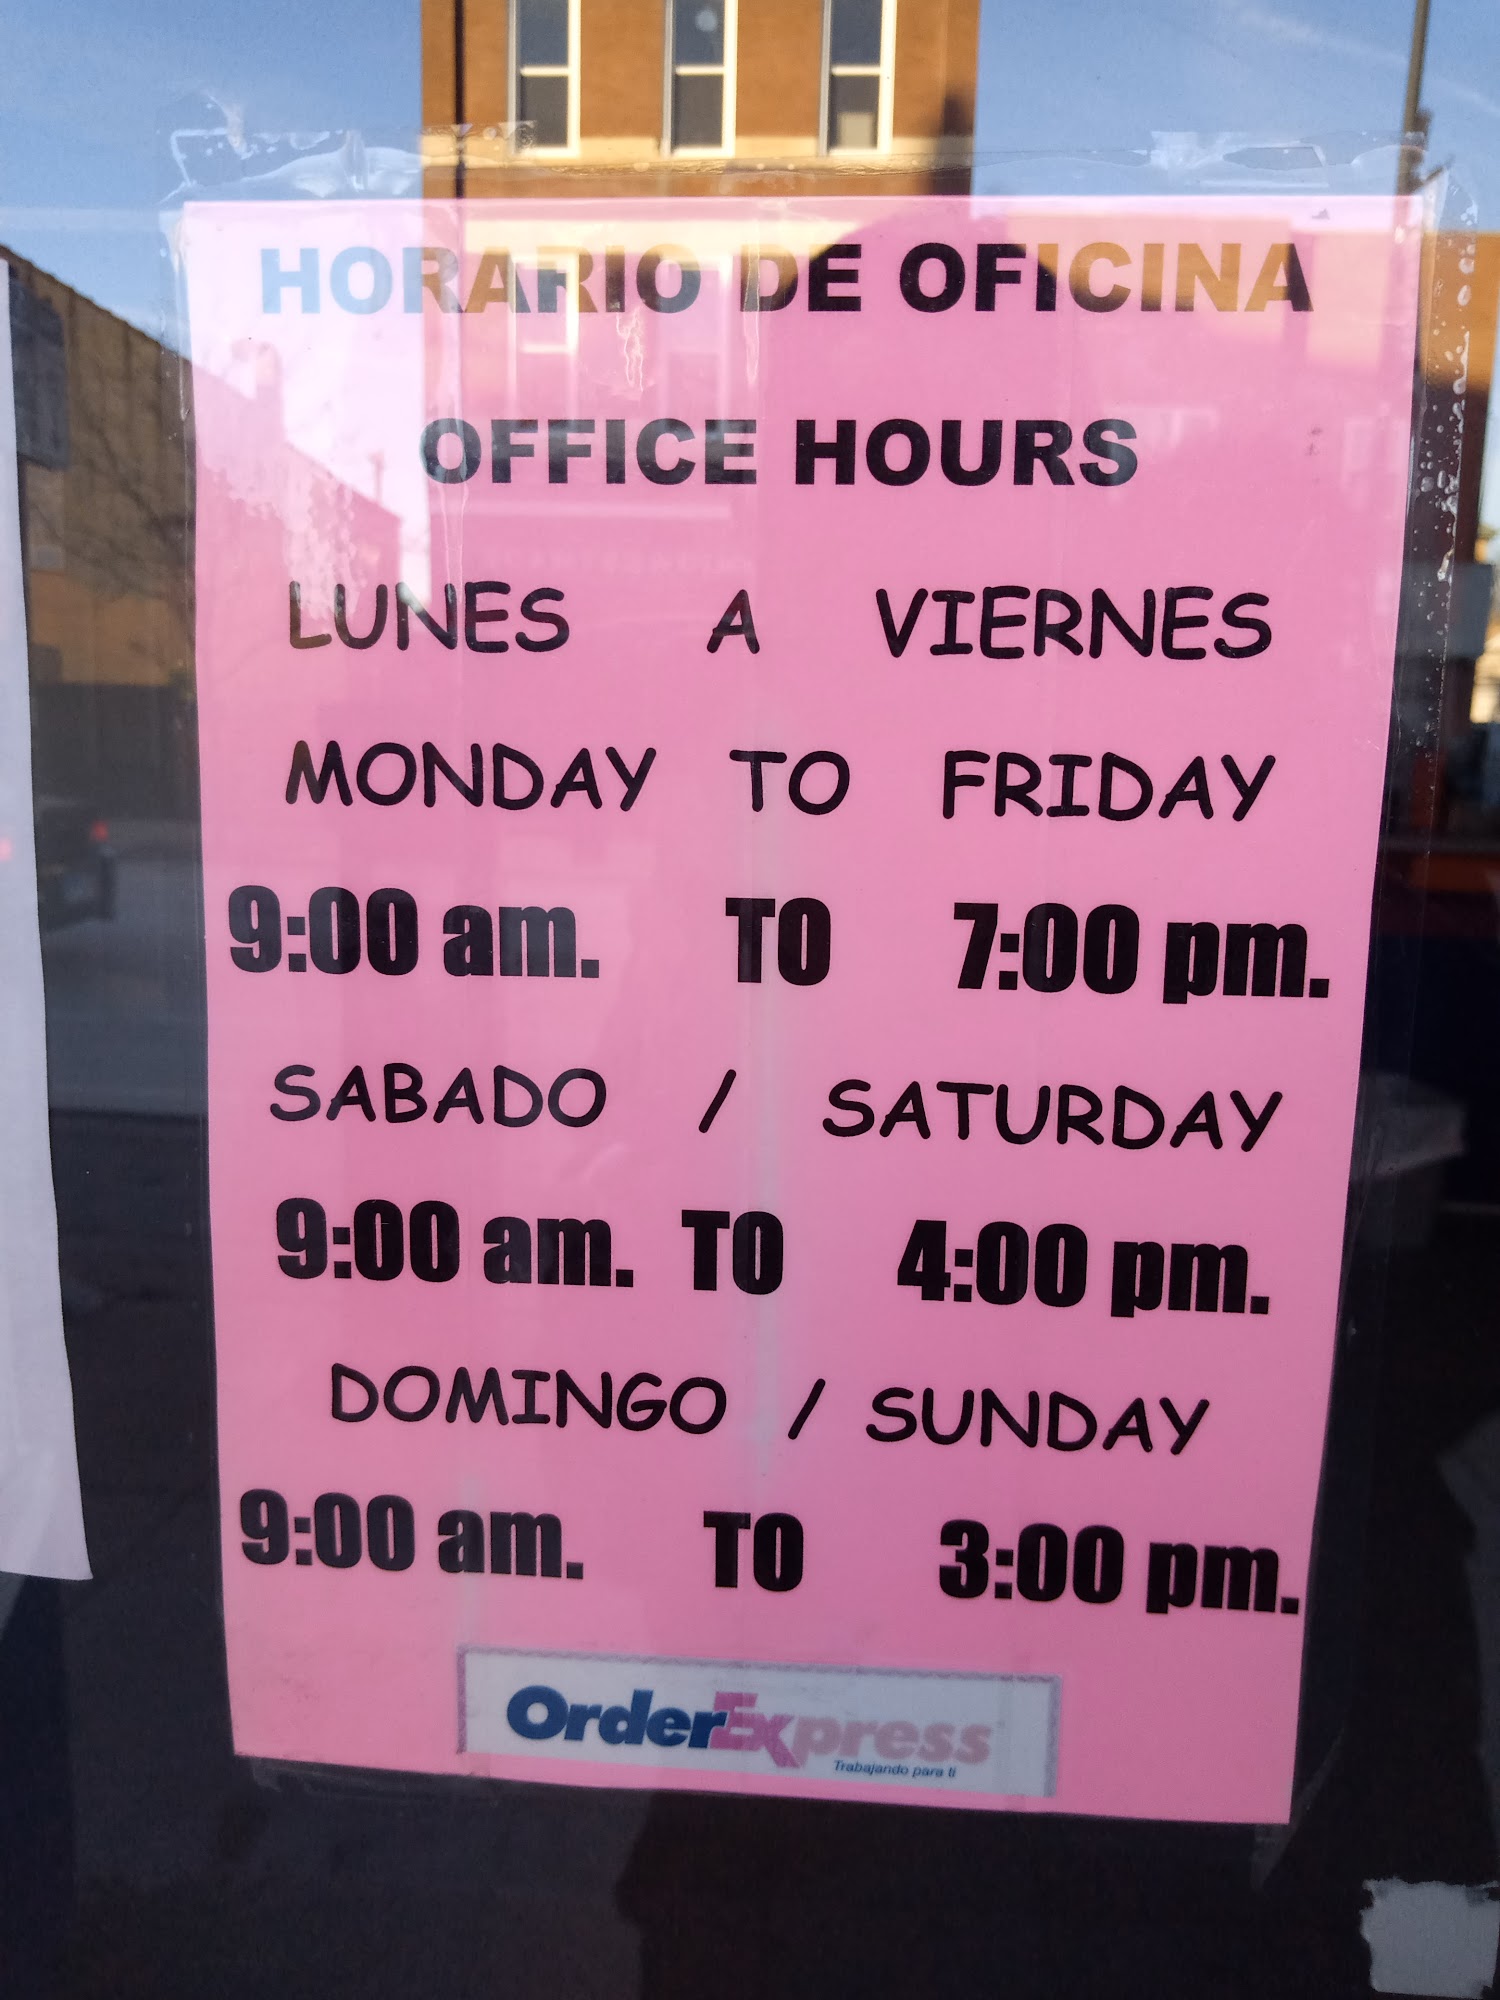 HORARIO DE OFICINA
OFFICE HOURS
LUNES A VIERNES
MONDAY TO FRIDAY
9:00 am. TO 7:00 pm.
SABADO / SATURDAY
9:00 am. TO 4:00 pm.
DOMINGO / SUNDAY
9:00 am. TO 3:00 pm.
OrderExpress
Trabajando para ti